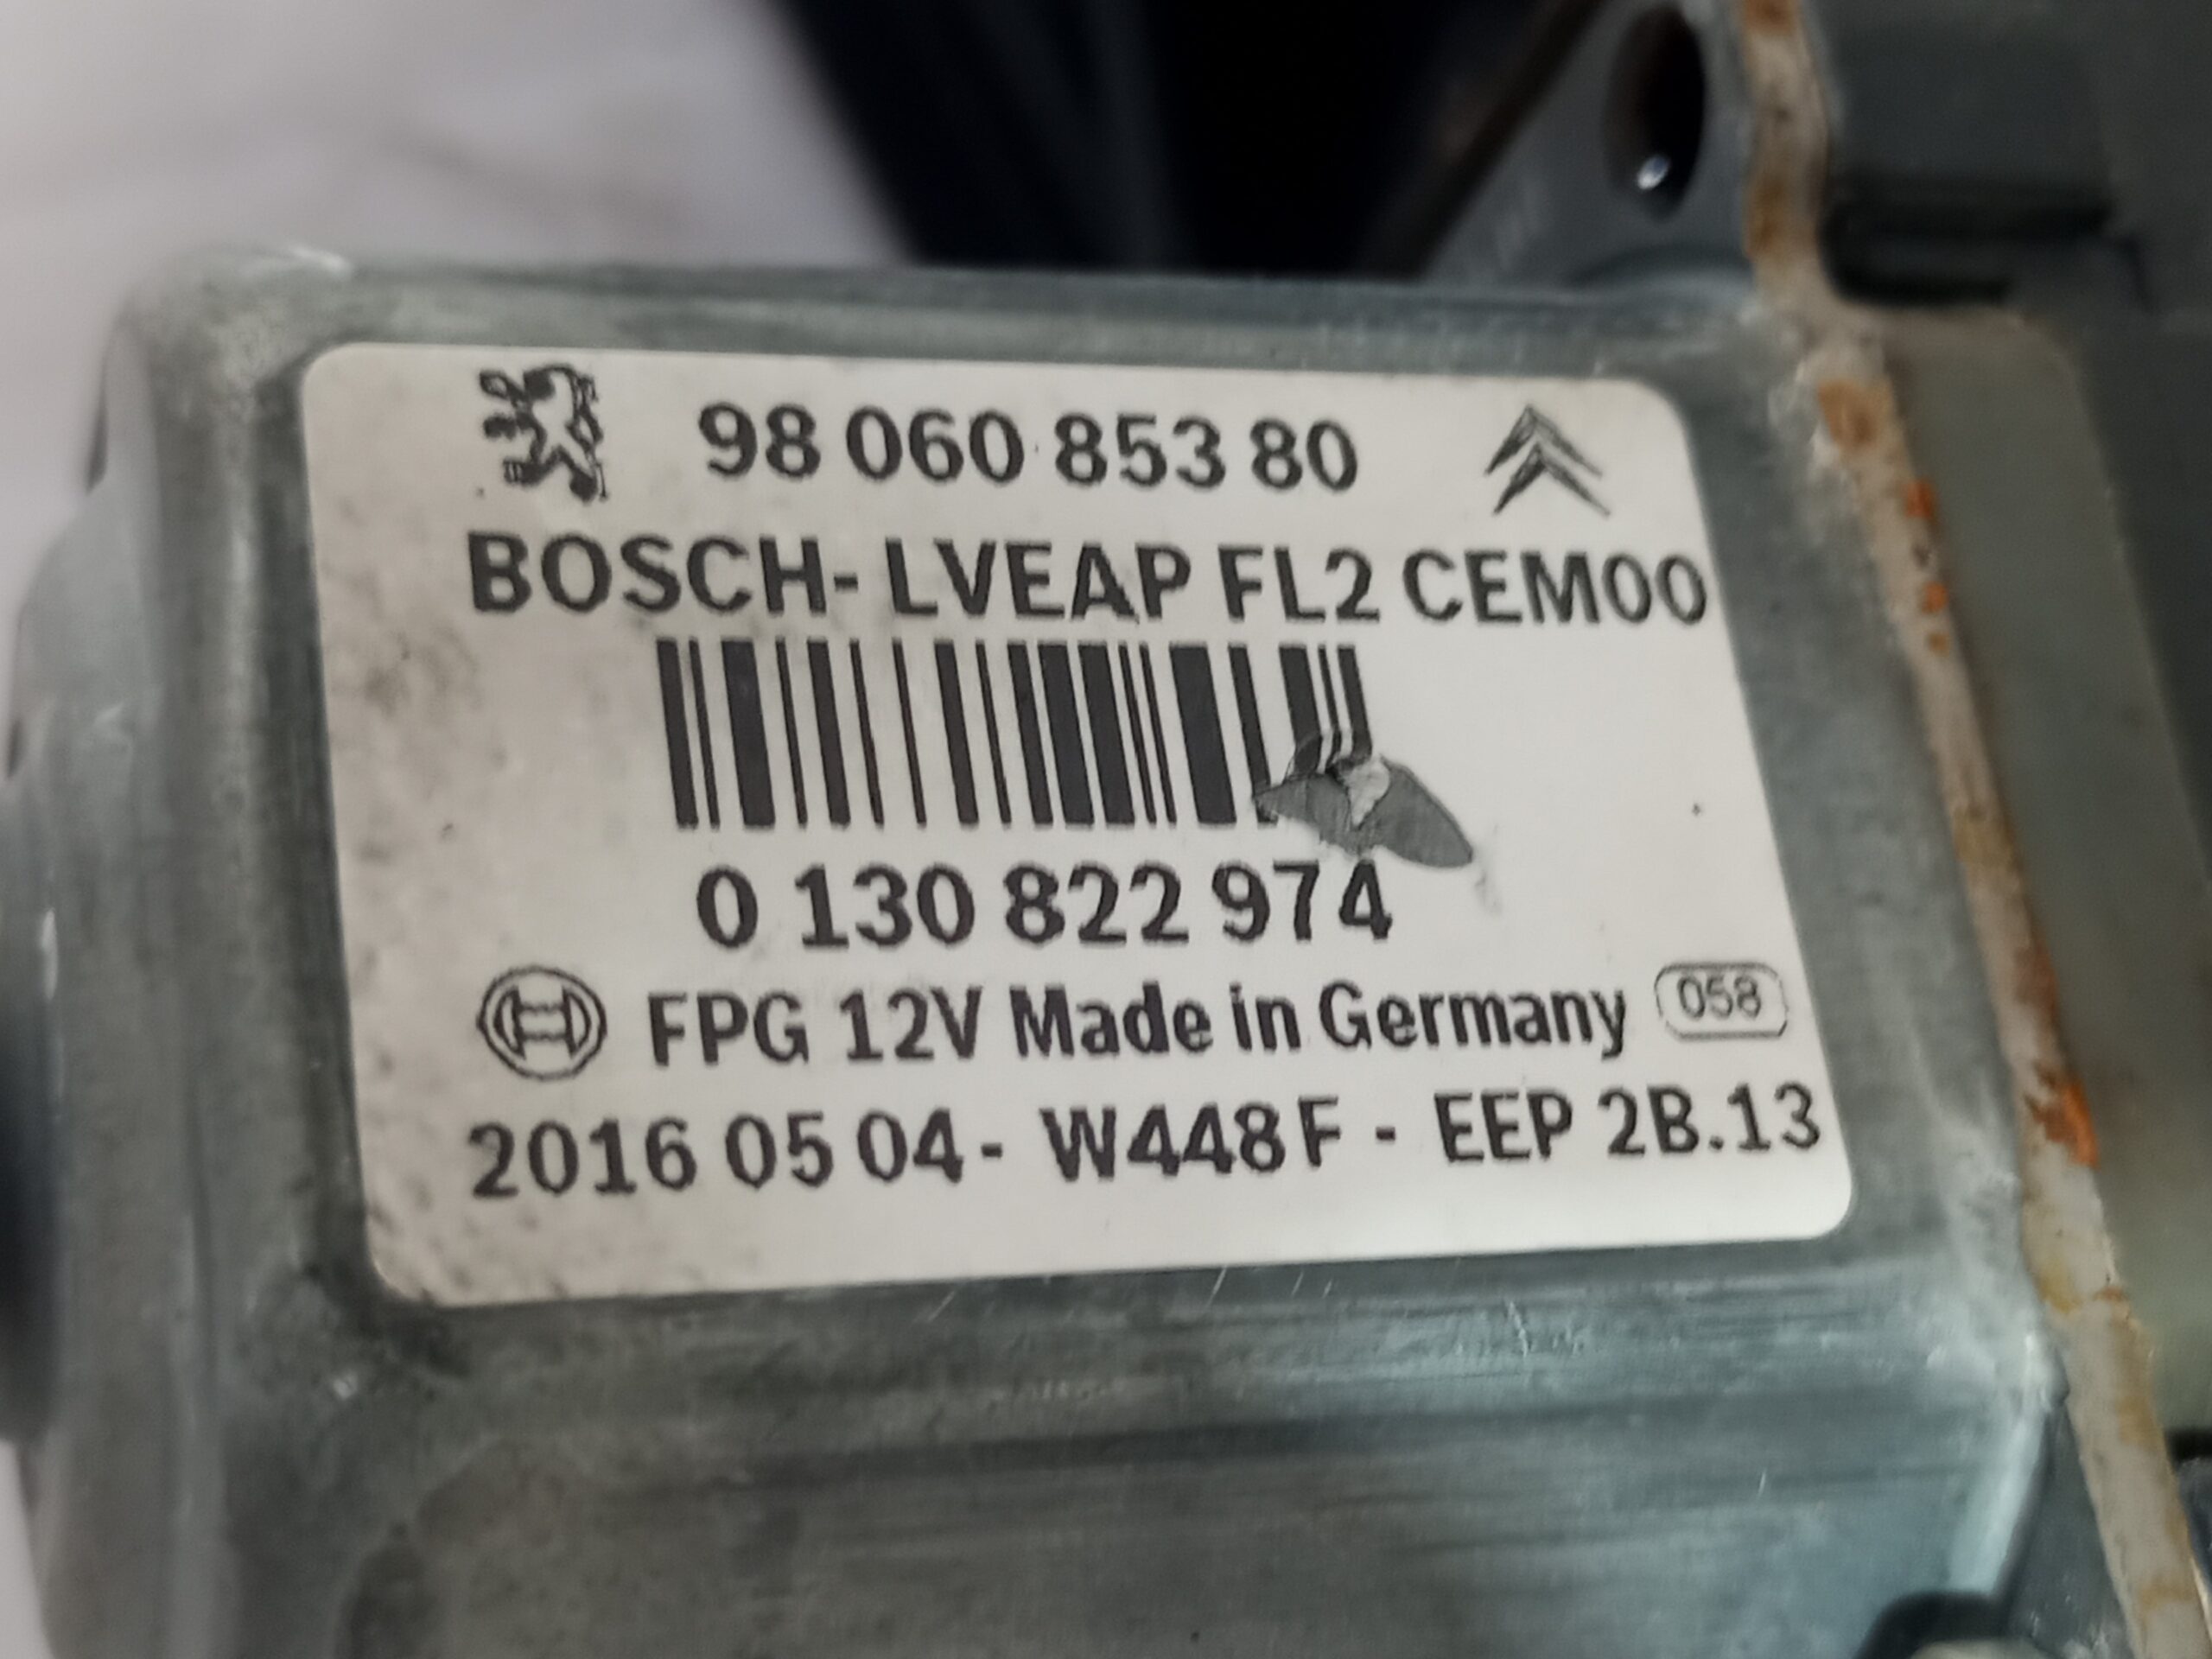 98 060 853 80
BOSCH- LVEAP FL2 CEM00
0 130 822 974
FPG 12V Made in Germany 058
2016 05 04 - W448F - EEP 2B.13